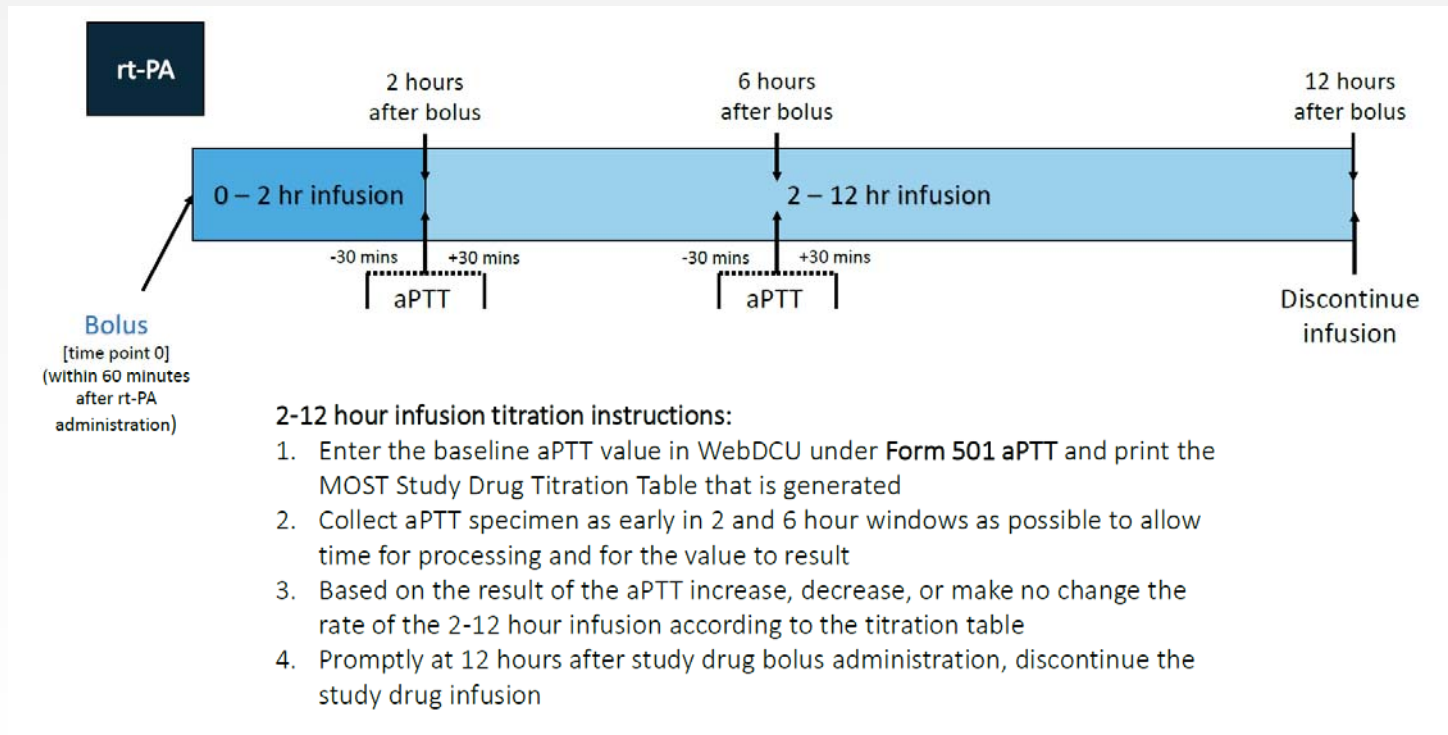 rt-PA
2 hours
after bolus
6 hours
after bolus
12 hours
after bolus
0 – 2 hr infusion
2 – 12 hr infusion
-30 mins
+30 mins
-30 mins
+30 mins
aPTT
aPTT
Discontinue
infusion
Bolus
[time point 0]
(within 60 minutes
after rt-PA
administration)
2-12 hour infusion titration instructions:
1. Enter the baseline aPTT value in WebDCU under Form 501 aPTT and print the
MOST Study Drug Titration Table that is generated
2. Collect aPTT specimen as early in 2 and 6 hour windows as possible to allow
time for processing and for the value to result
3. Based on the result of the aPTT increase, decrease, or make no change the
rate of the 2-12 hour infusion according to the titration table
4. Promptly at 12 hours after study drug bolus administration, discontinue the
study drug infusion